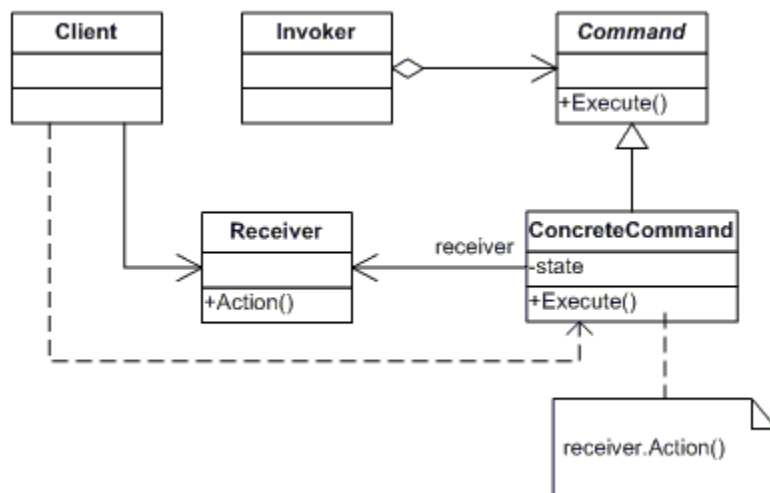 Client
Invoker
Command
+Execute()
Receiver
+Action()
receiver
ConcreteCommand
-state
+Execute()
receiver.Action()